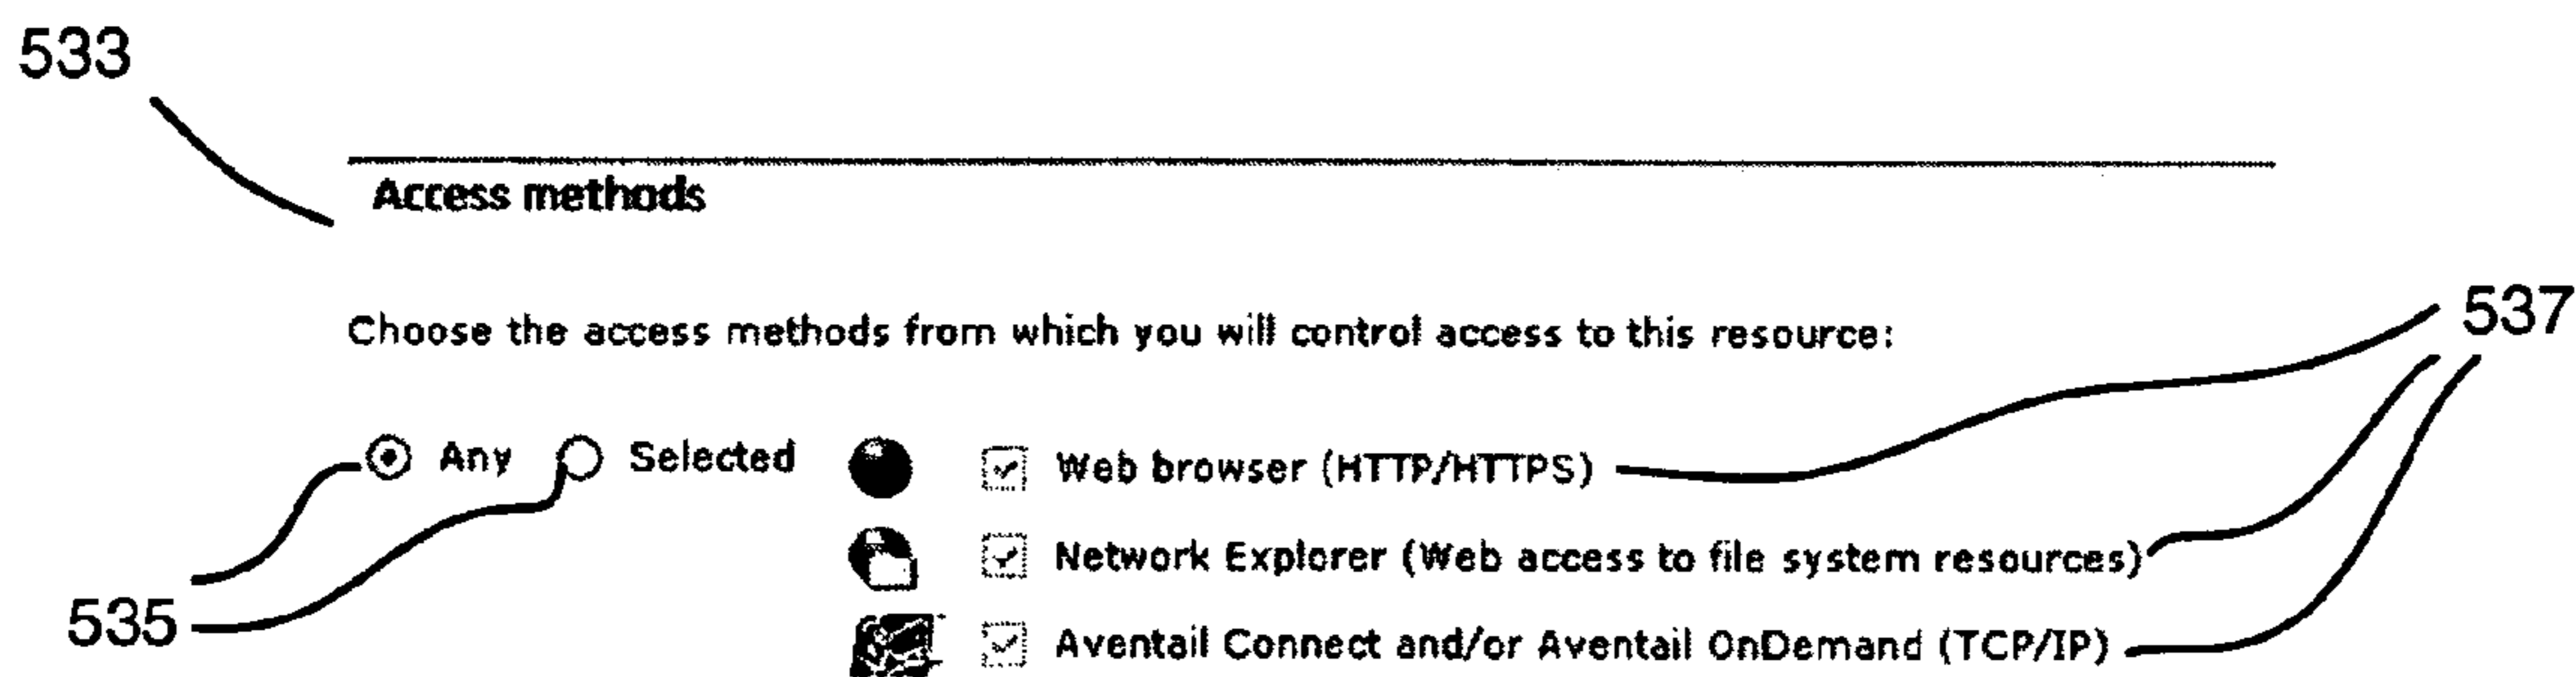 533
Access methods
Choose the access methods from which you will control access to this resource:
537
Any Selected Web browser (HTTP/HTTPS)
Network Explorer (Web access to file system resources)
535 Aventail Connect and/or Aventail OnDemand (TCP/IP)